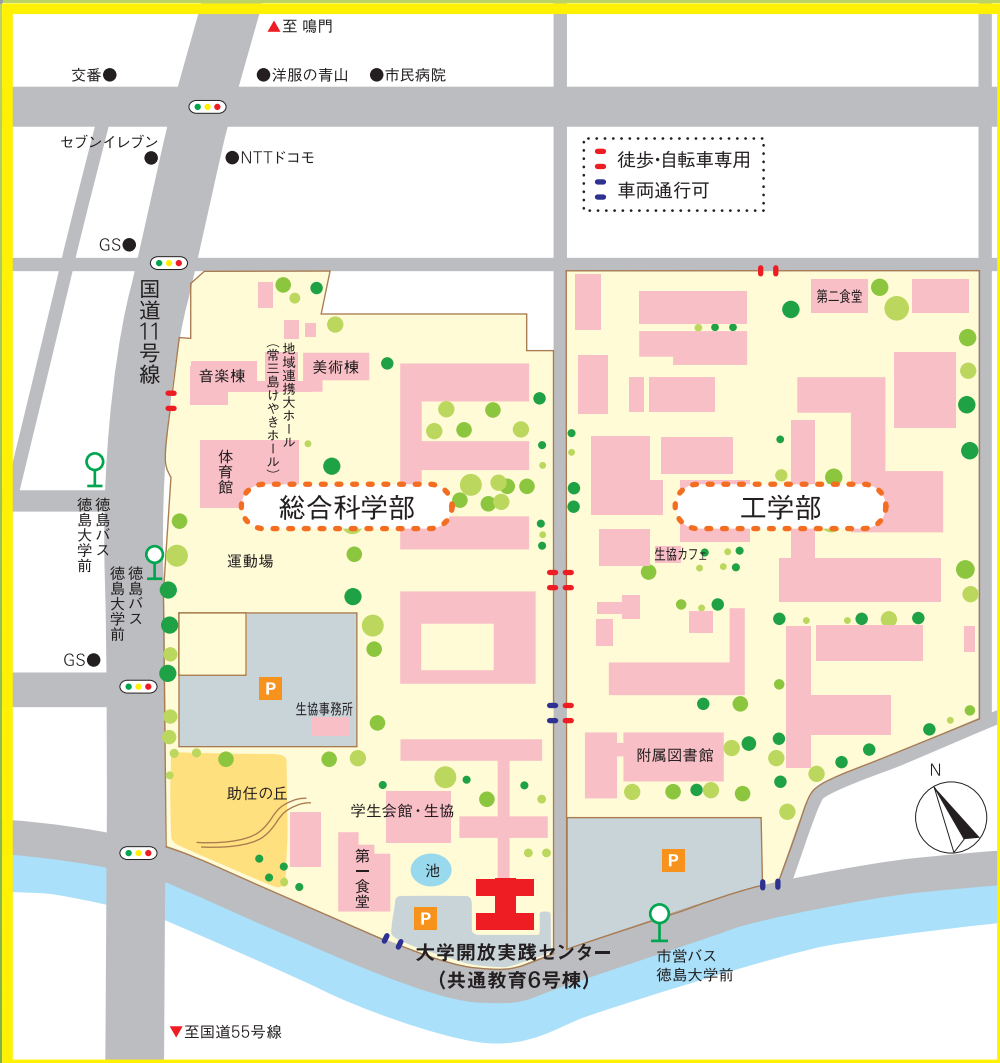 至 鳴門
交番
洋服の青山
市民病院
セブンイレブン
NTTドコモ
徒歩・自転車専用
車両通行可
GS
国道11号線
第二食堂
音楽棟
地域連携大ホール
(常三島けやきホール)
美術棟
体育館
総合科学部
工学部
徳島バス
徳島大学前
運動場
生協カフェ
徳島バス
徳島大学前
GS
P
生協事務所
附属図書館
助任の丘
学生会館・生協
N
第一食堂
池
P
P
大学開放実践センター
(共通教育6号棟)
市営バス
徳島大学前
至国道55号線